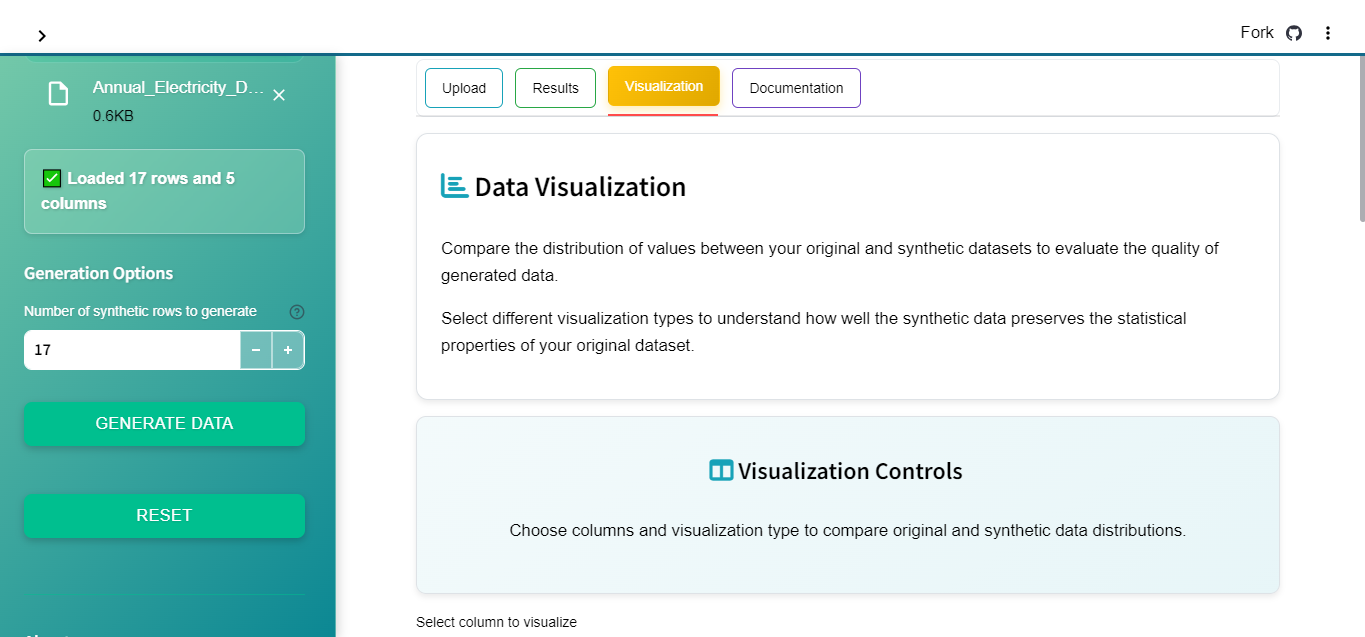 Fork
Annual_Electricity_D...
0.6KB
Loaded 17 rows and 5
columns
Generation Options
Number of synthetic rows to generate
17
GENERATE DATA
RESET
Upload
Results
Visualization
Documentation
Data Visualization
Compare the distribution of values between your original and synthetic datasets to evaluate the quality of
generated data.
Select different visualization types to understand how well the synthetic data preserves the statistical
properties of your original dataset.
Visualization Controls
Choose columns and visualization type to compare original and synthetic data distributions.
Select column to visualize